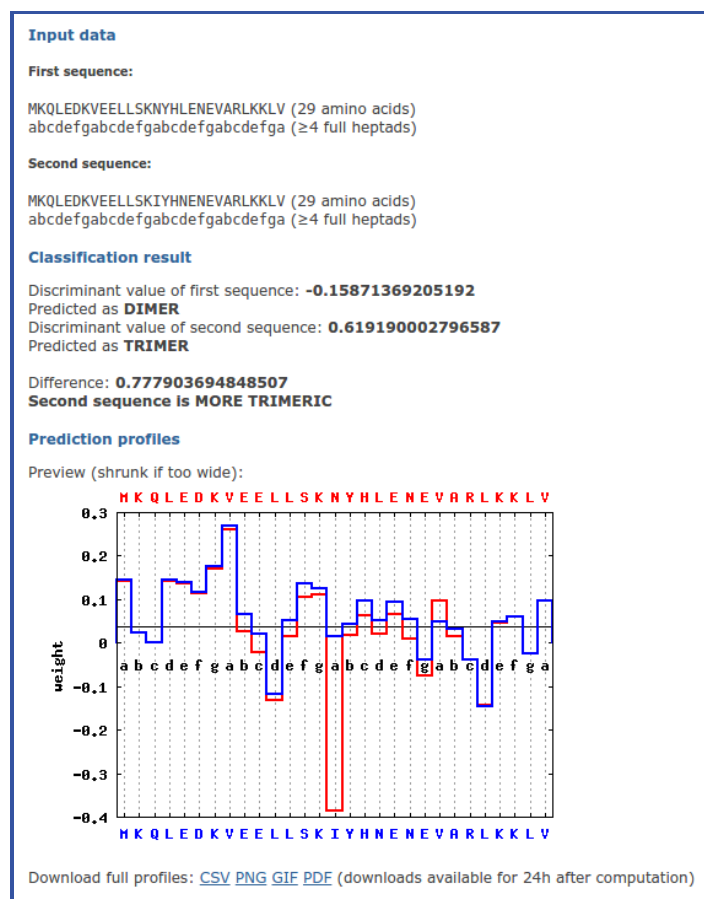 Input data
First sequence:
MKQLEDKVEELLSKNYHLENEVARLKKLV (29 amino acids)
abcdefgabcdefgabcdefgabcdefga (≥4 full heptads)
Second sequence:
MKQLEDKVEELLSKIYHNENEVARLKKLV (29 amino acids)
abcdefgabcdefgabcdefgabcdefga (≥4 full heptads)
Classification result
Discriminant value of first sequence: -0.15871369205192
Predicted as DIMER
Discriminant value of second sequence: 0.619190002796587
Predicted as TRIMER
Difference: 0.777903694848507
Second sequence is MORE TRIMERIC
Prediction profiles
Preview (shrunk if too wide):
M K Q L E D K V E E L L S K N Y H L E N E V A R L K K L V
0.3
0.2
0.1
0
a b c d e f g a b c d e f g a b c d e f g a b c d e f g a
-0.1
-0.2
-0.3
-0.4
weight
M K Q L E D K V E E L L S K I Y H N E N E V A R L K K L V
Download full profiles: CSV PNG GIF PDF (downloads available for 24h after computation)